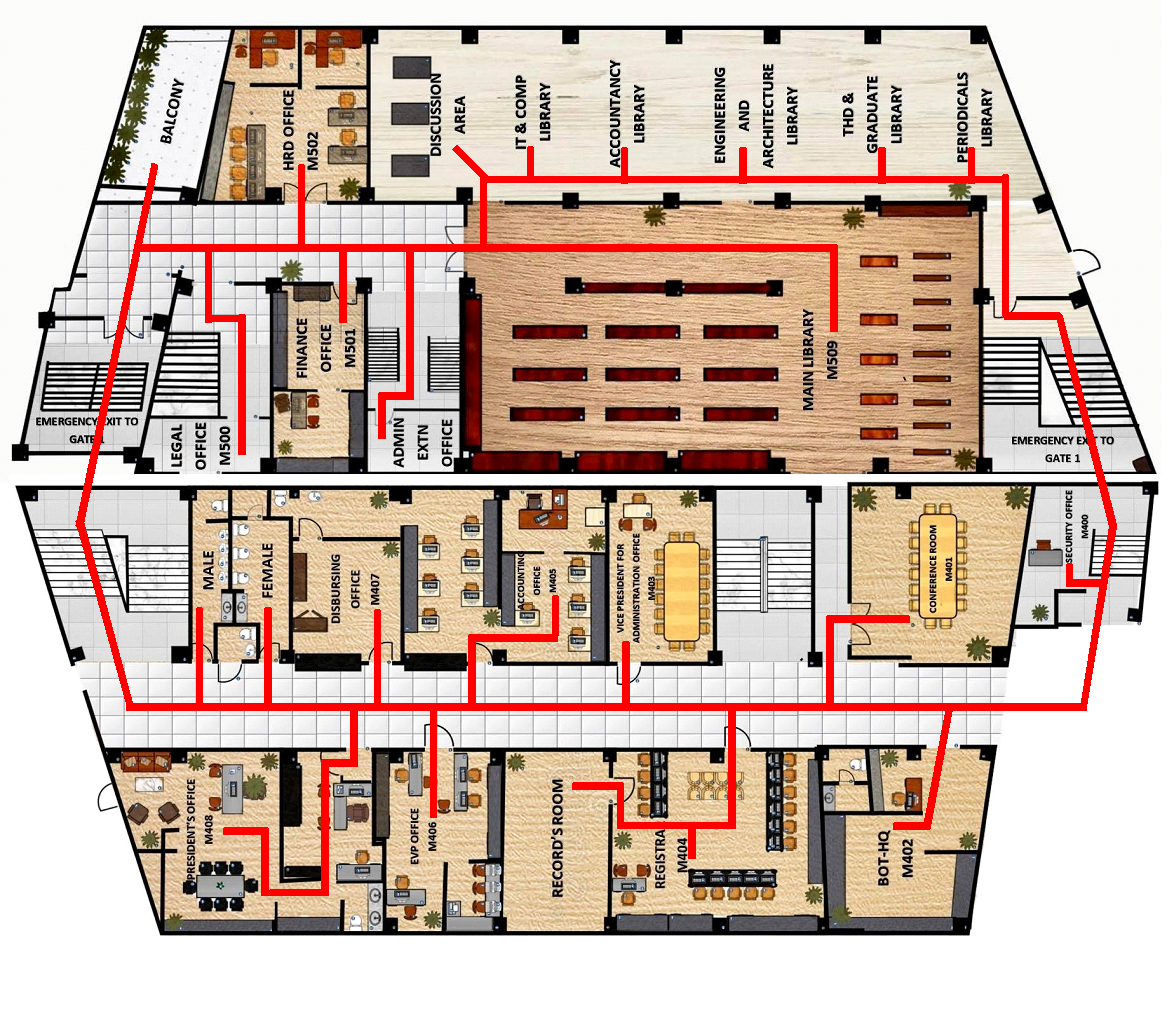 BALCONY
HRD OFFICE
M502
DISCUSSION
AREA
IT & COMP
LIBRARY
ACCOUNTANCY
LIBRARY
ENGINEERING
AND
ARCHITECTURE
LIBRARY
THD &
GRADUATE
LIBRARY
PERIODICALS
LIBRARY
EMERGENCY EXIT TO
GATE 1
LEGAL
OFFICE
M500
FINANCE
OFFICE
M501
ADMIN
EXTN
OFFICE
MAIN LIBRARY
M509
EMERGENCY EXIT TO
GATE 1
MALE
FEMALE
DISBURSING
OFFICE
M407
ACCOUNTING
OFFICE
M405
VICE PRESIDENT FOR
ADMINISTRATION OFFICE
M403
CONFERENCE ROOM
M401
SECURITY OFFICE
M400
PRESIDENT'S OFFICE
M408
EVP OFFICE
M406
RECORD'S ROOM
REGISTRA
M404
BOT-HQ
M402